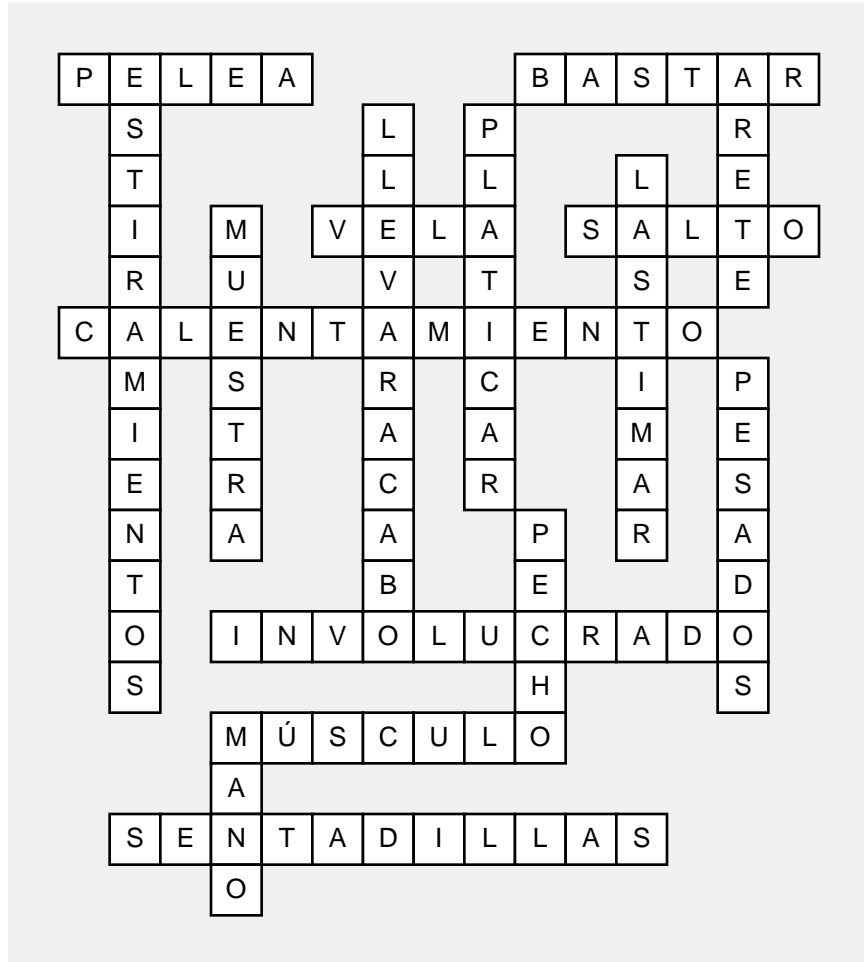 PELEA
ESTIRAMIENTOS
BASTAR
ARETE
LLEVARACABO
PLATICAR
LASTIMAR
MUESTRA
VELA
SALTO
CALENTAMIENTO
PESADOS
PECHO
INVOLUCRADO
MÚSCULO
MANO
SENTADILLAS